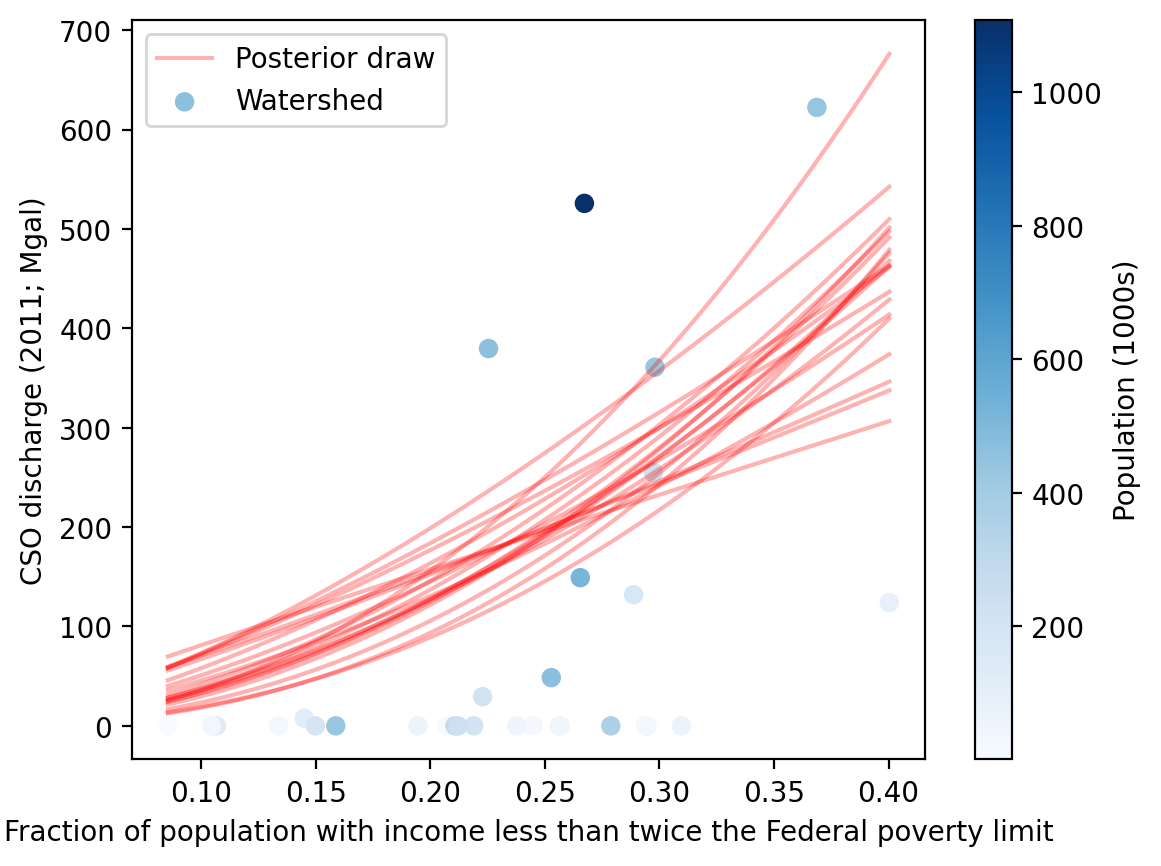 700
600
500
400
300
200
100
0
CSO discharge (2011; Mgal)
Posterior draw
Watershed
0.10 0.15 0.20 0.25 0.30 0.35 0.40
Fraction of population with income less than twice the Federal poverty limit
1000
800
600
400
200
Population (1000s)